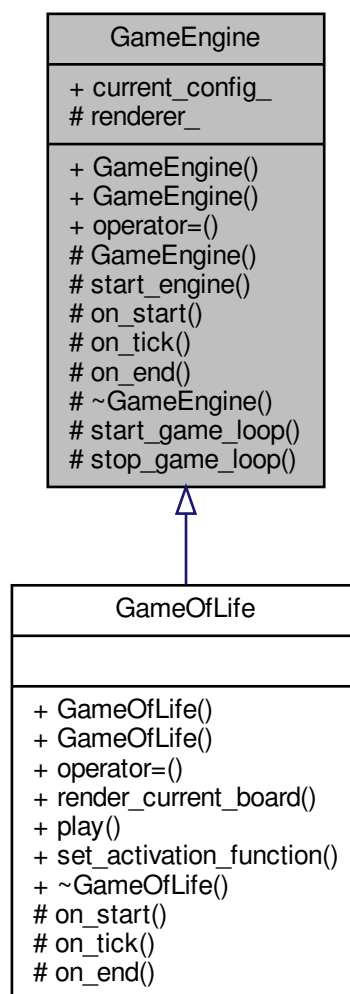 GameEngine
+ current_config_
# renderer_
+ GameEngine()
+ GameEngine()
+ operator=()
# GameEngine()
# start_engine()
# on_start()
# on_tick()
# on_end()
# ~GameEngine()
# start_game_loop()
# stop_game_loop()
GameOfLife
+ GameOfLife()
+ GameOfLife()
+ operator=()
+ render_current_board()
+ play()
+ set_activation_function()
+ ~GameOfLife()
# on_start()
# on_tick()
# on_end()